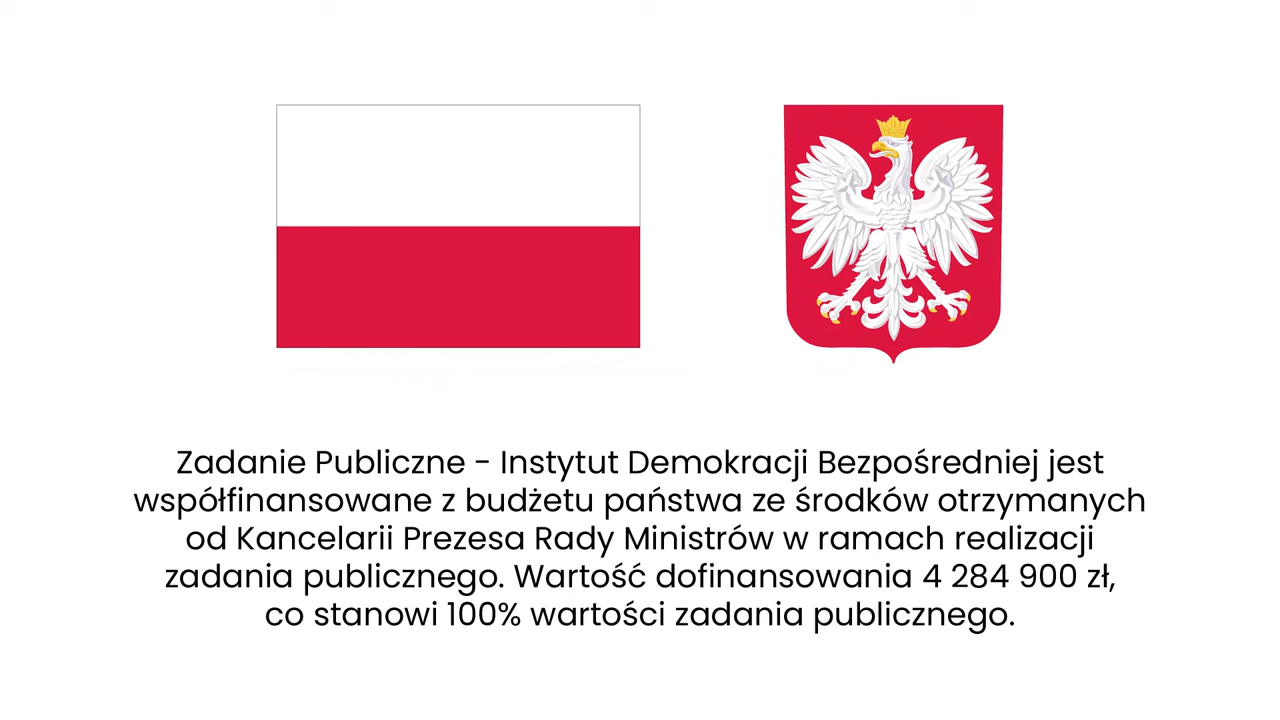 Zadanie Publiczne - Instytut Demokracji Bezpośredniej jest
współfinansowane z budżetu państwa ze środków otrzymanych
od Kancelarii Prezesa Rady Ministrów w ramach realizacji
zadania publicznego. Wartość dofinansowania 4 284 900 zł,
co stanowi 100% wartości zadania publicznego.